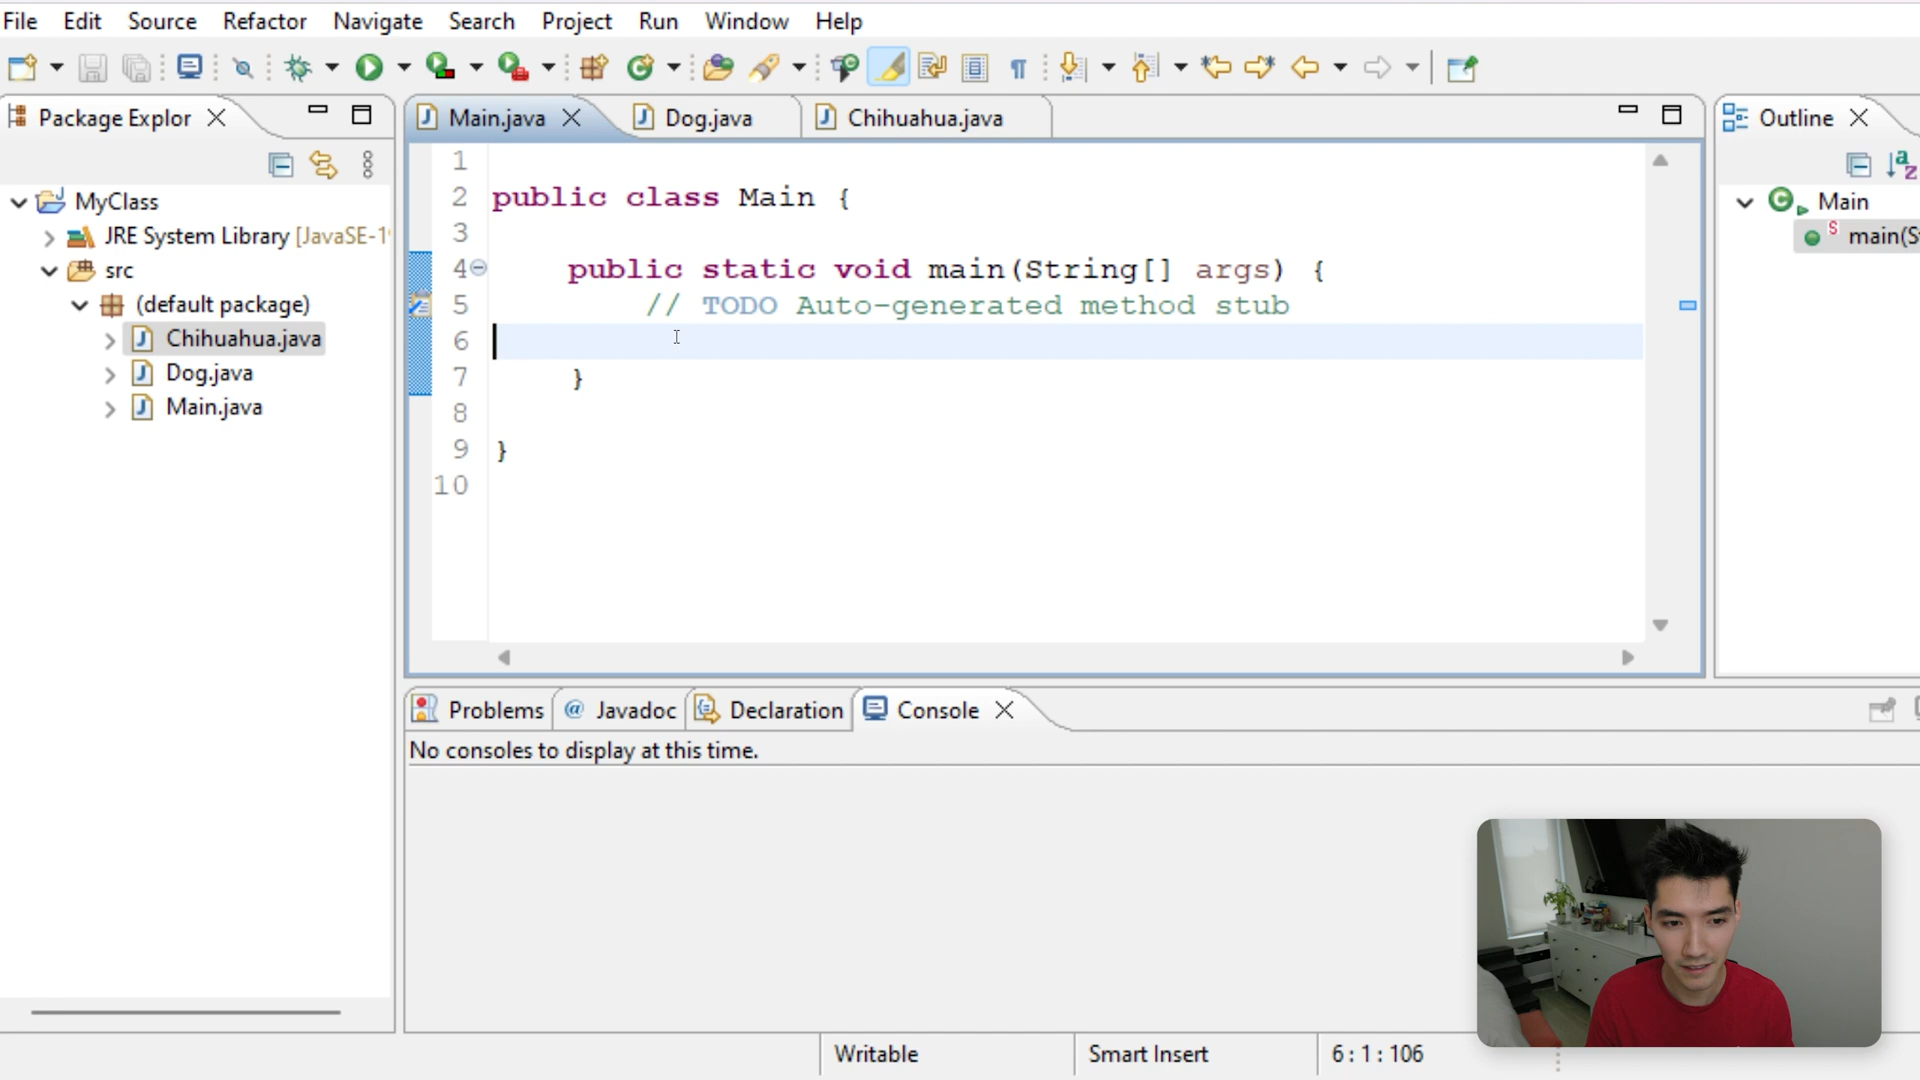 File Edit Source Refactor Navigate Search Project Run Window Help
Package Explor
Main.java
Dog.java
Chihuahua.java
Outline
MyClass
JRE System Library [JavaSE-1
src
(default package)
Chihuahua.java
Dog.java
Main.java
1
2 public class Main {
3
4 public static void main(String[] args) {
5 // TODO Auto-generated method stub
6
7 }
8
9 }
10
Main
main(S
Problems
Javadoc
Declaration
Console
No consoles to display at this time.
Writable
Smart Insert
6 : 1 : 106